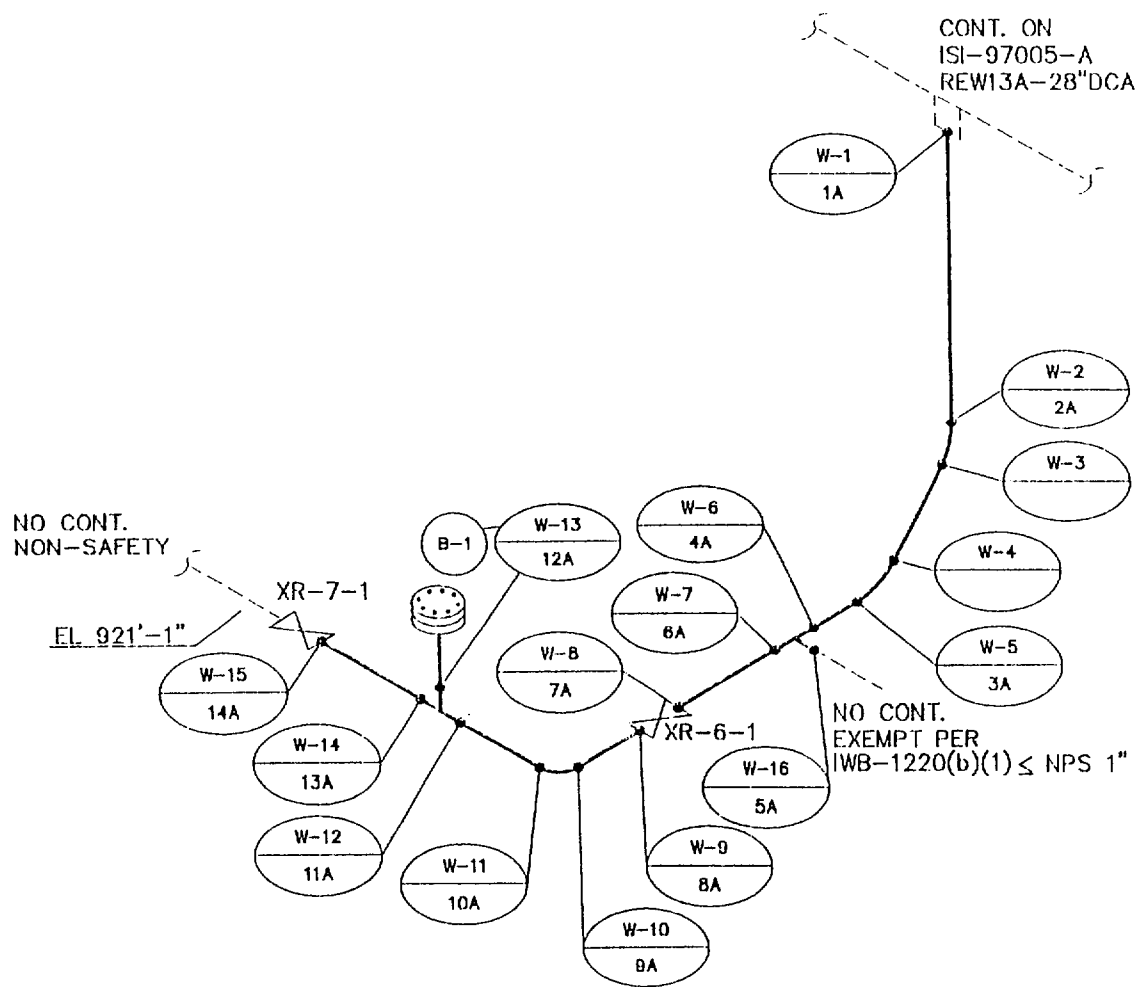 CONT. ON
ISI-97005-A
REW13A-28"DCA
W-1
1A
W-2
2A
W-3
W-4
W-5
3A
W-6
4A
W-7
6A
W-8
7A
XR-6-1
NO CONT.
EXEMPT PER
IWB-1220(b)(1) ≤ NPS 1"
W-16
5A
W-9
8A
W-10
9A
W-11
10A
W-12
11A
B-1
W-13
12A
W-14
13A
W-15
14A
XR-7-1
NO CONT.
NON-SAFETY
EL 921'-1"